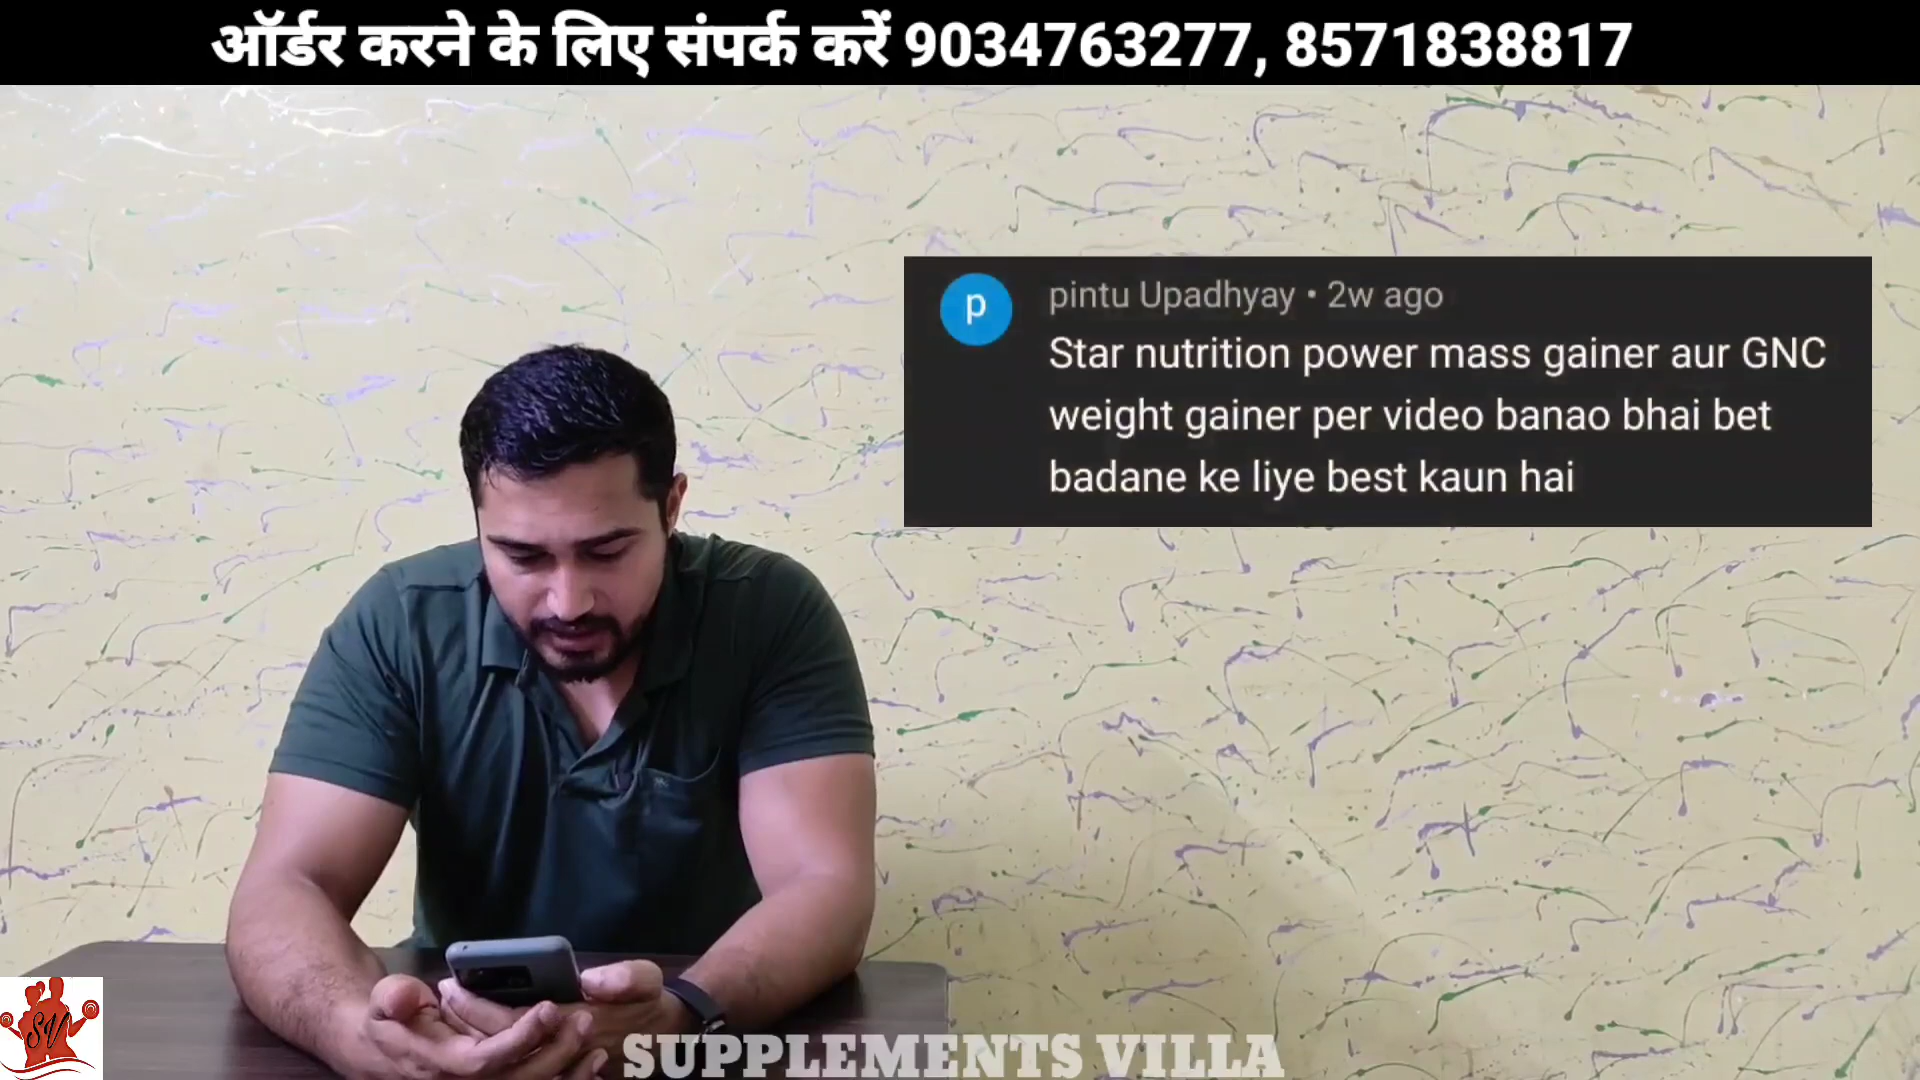 ऑर्डर करने के लिए संपर्क करें 9034763277, 8571838817
p
pintu Upadhyay • 2w ago
Star nutrition power mass gainer aur GNC
weight gainer per video banao bhai bet
badane ke liye best kaun hai
SV
SUPPLEMENTS VILLA